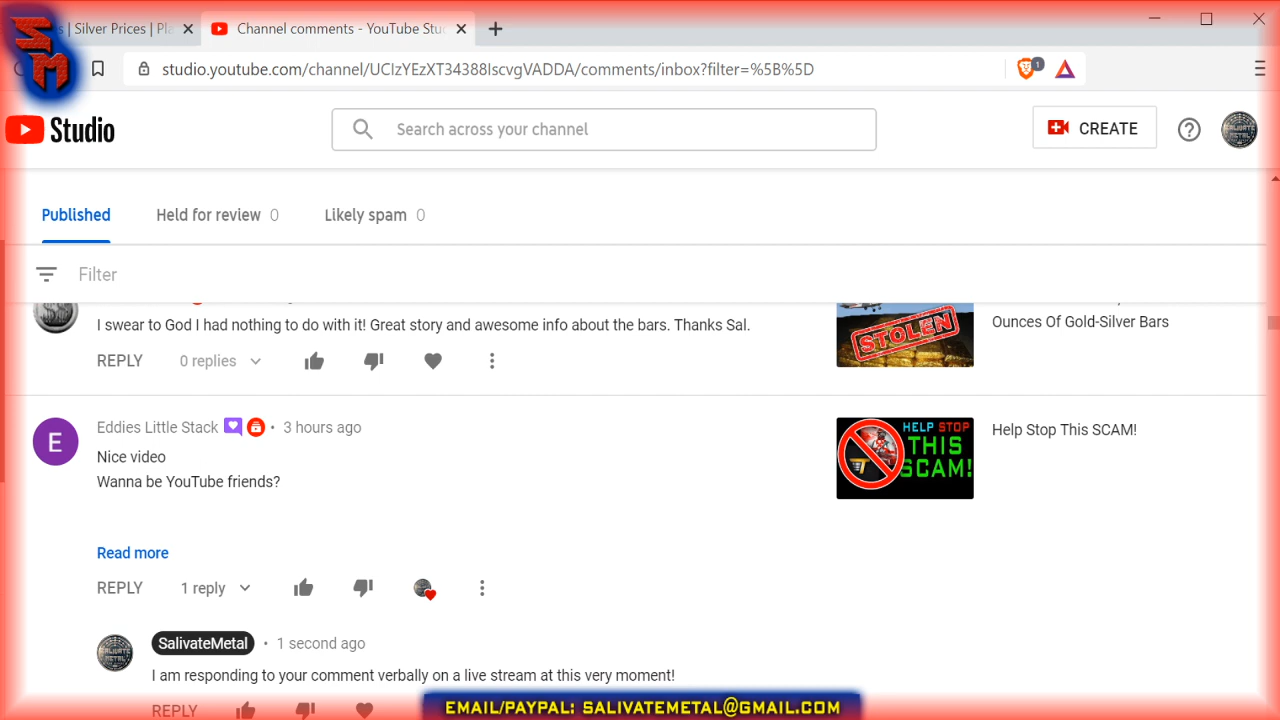 SM
s | Silver Prices | Pla
Channel comments - YouTube Stud
studio.youtube.com/channel/UCIzYEzXT34388IscvgVADDA/comments/inbox?filter=%5B%5D
1
Studio
Search across your channel
CREATE
Published
Held for review 0
Likely spam 0
Filter
I swear to God I had nothing to do with it! Great story and awesome info about the bars. Thanks Sal.
STOLEN
Ounces Of Gold-Silver Bars
REPLY
0 replies
E
Eddies Little Stack • 3 hours ago
Nice video
Wanna be YouTube friends?
HELP STOP
THIS
SCAM!
Help Stop This SCAM!
Read more
REPLY
1 reply
SalivateMetal • 1 second ago
I am responding to your comment verbally on a live stream at this very moment!
REPLY
EMAIL/PAYPAL: SALIVATEMETAL@GMAIL.COM